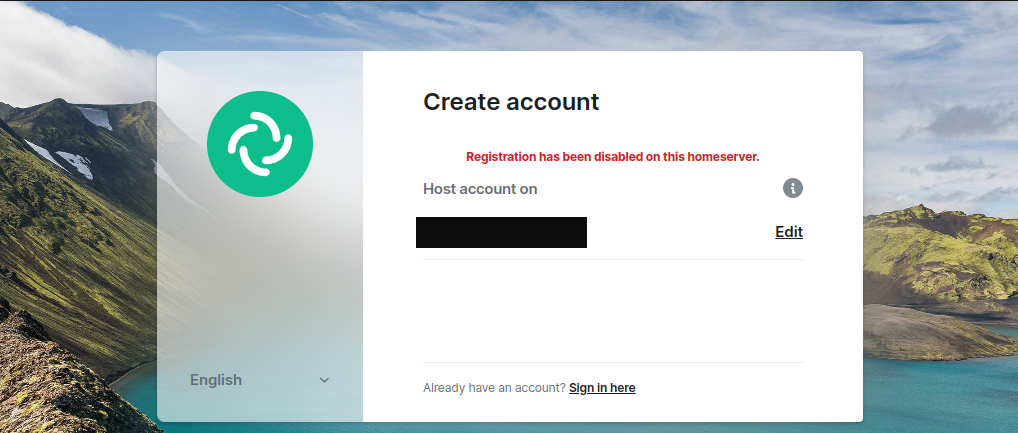 Create account
Registration has been disabled on this homeserver.
Host account on
Edit
English
Already have an account? Sign in here